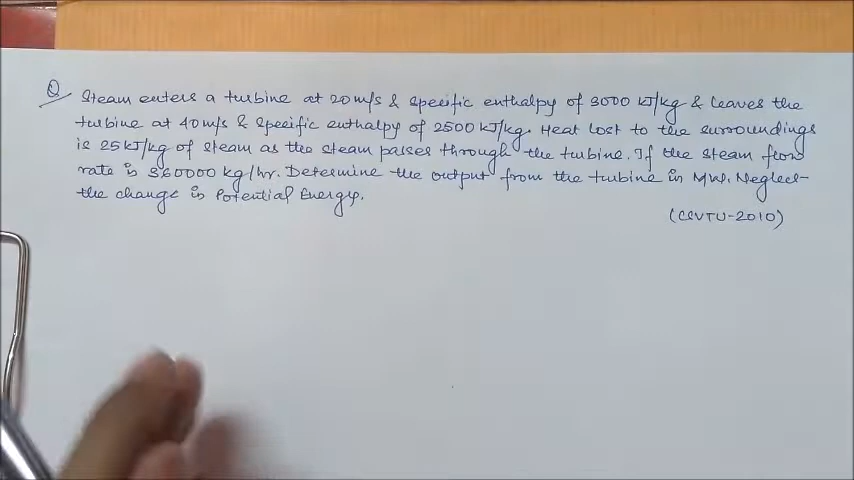 Q Steam enters a turbine at 20 m/s & specific enthalpy of 3000 kJ/kg & leaves the
turbine at 40 m/s & specific enthalpy of 2500 kJ/kg. Heat lost to the surroundings
is 25 kJ/kg of steam as the steam passes through the turbine. If the steam flow
rate is 360000 kg/hr. Determine the output from the turbine in MW. Neglect
the change in Potential Energy.
(CSVTU-2010)